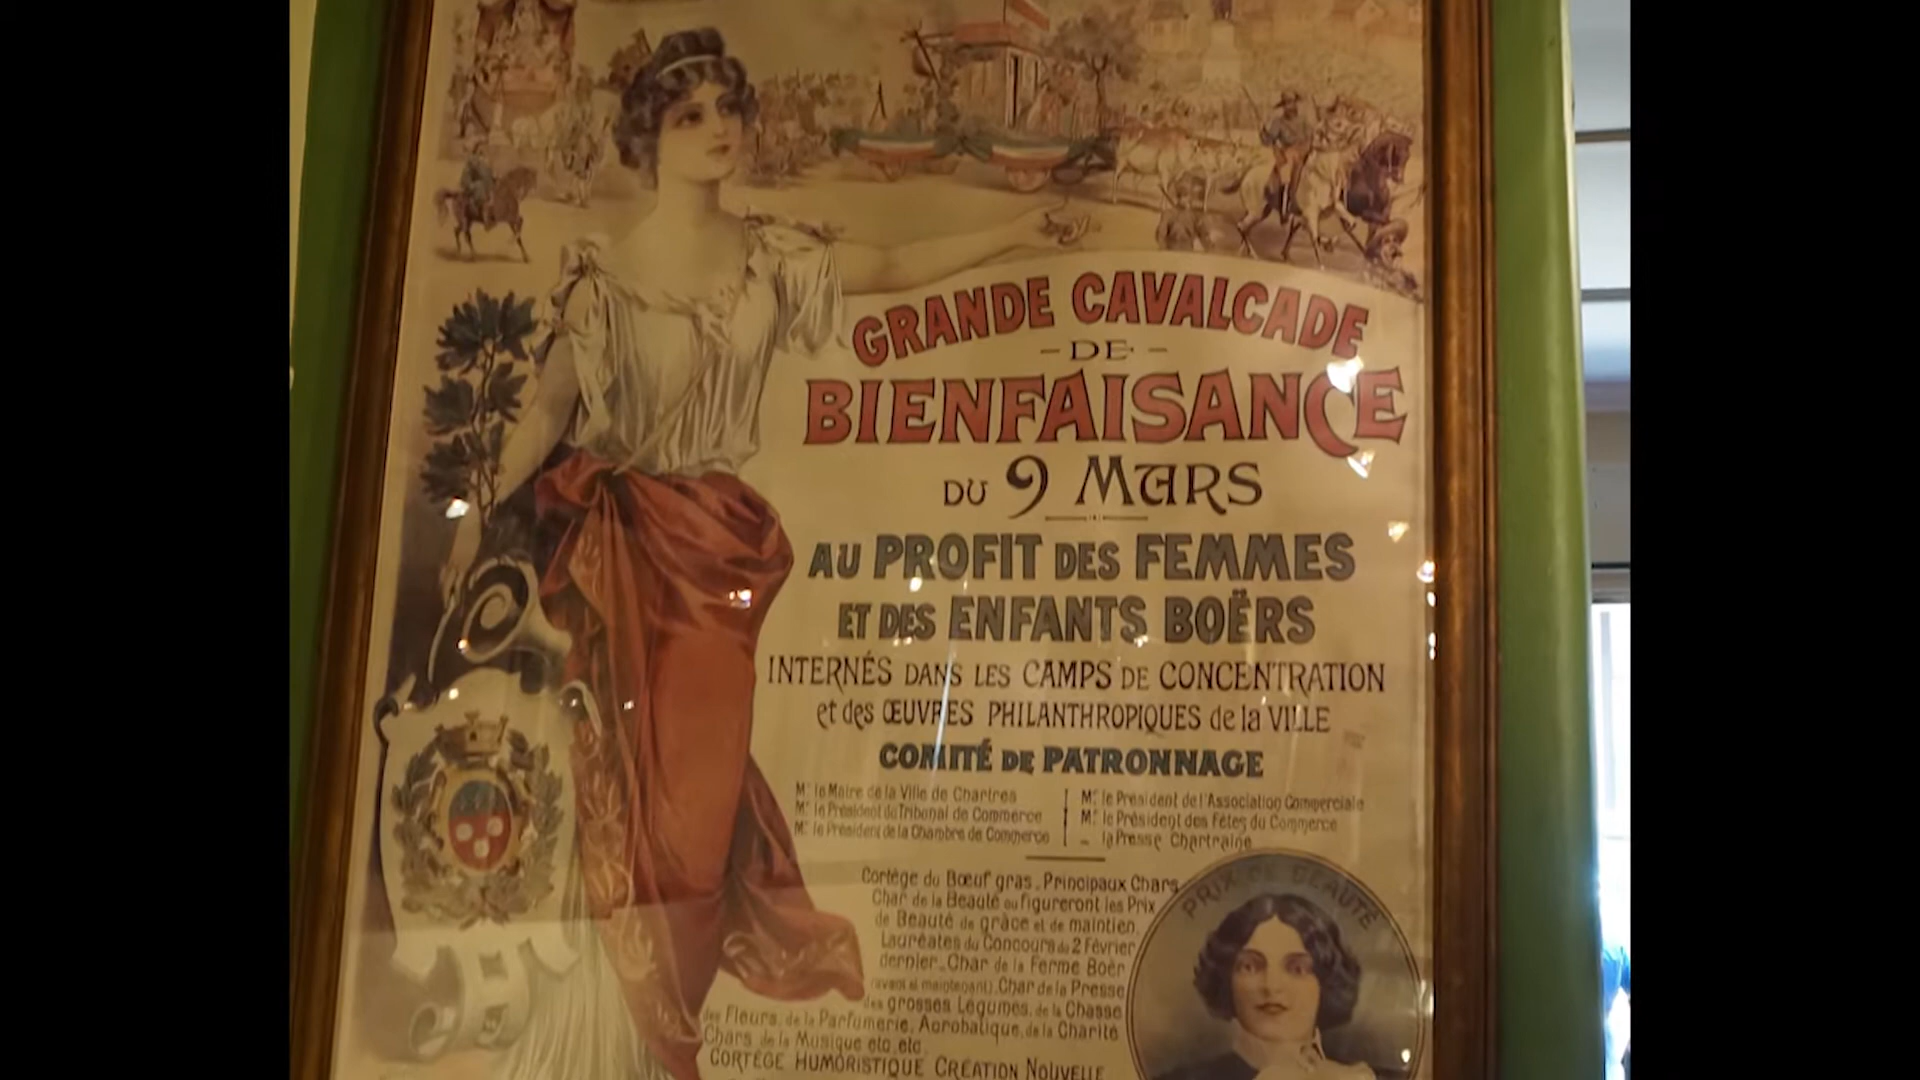 GRANDE CAVALCADE
- DE -
BIENFAISANCE
DU 9 MARS
AU PROFIT DES FEMMES
ET DES ENFANTS BOËRS
INTERNÉS DANS LES CAMPS DE CONCENTRATION
et des ŒUVRES PHILANTHROPIQUES de la VILLE
COMITÉ DE PATRONNAGE
Mr le Maire de la Ville de Chartres
Mr le Président du Tribunal de Commerce
Mr le Président de la Chambre de Commerce
Mr le Président de l'Association Commerciale
Mr le Président des Fêtes du Commerce
- la Presse Chartraine
Cortège du Bœuf gras. Principaux Chars
Char de la Beauté où figureront les Prix
de Beauté de grâce et de maintien,
Lauréates du Concours du 2 Février
dernier. Char de la Ferme Boër
(avant et maintenant). Char de la Presse
des grosses Légumes, de la Chasse
des Fleurs, de la Parfumerie, Acrobatique, de la Charité
Chars de la Musique etc, etc.
CORTÈGE HUMORISTIQUE CRÉATION NOUVELLE
PRIX DE BEAUTÉ